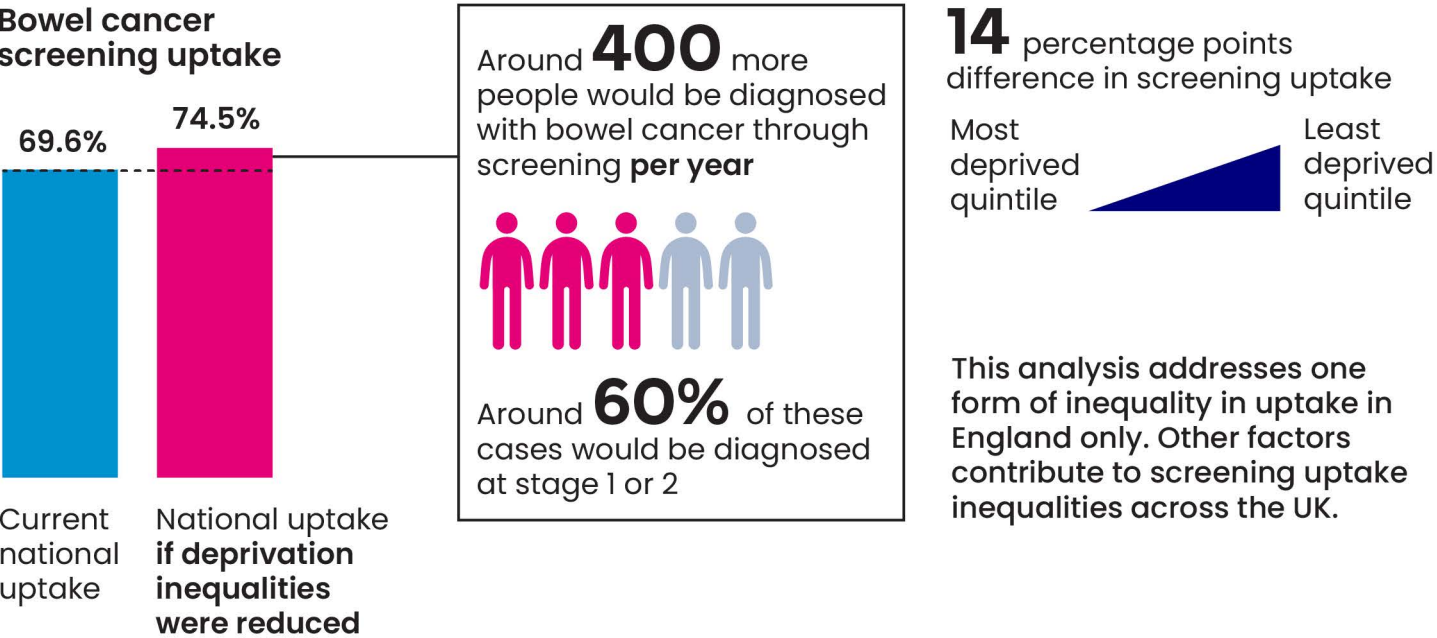 Bowel cancer
screening uptake
69.6%
74.5%
Current
national
uptake
National uptake
if deprivation
inequalities
were reduced
Around 400 more
people would be diagnosed
with bowel cancer through
screening per year
Around 60% of these
cases would be diagnosed
at stage 1 or 2
14 percentage points
difference in screening uptake
Most
deprived
quintile
Least
deprived
quintile
This analysis addresses one
form of inequality in uptake in
England only. Other factors
contribute to screening uptake
inequalities across the UK.